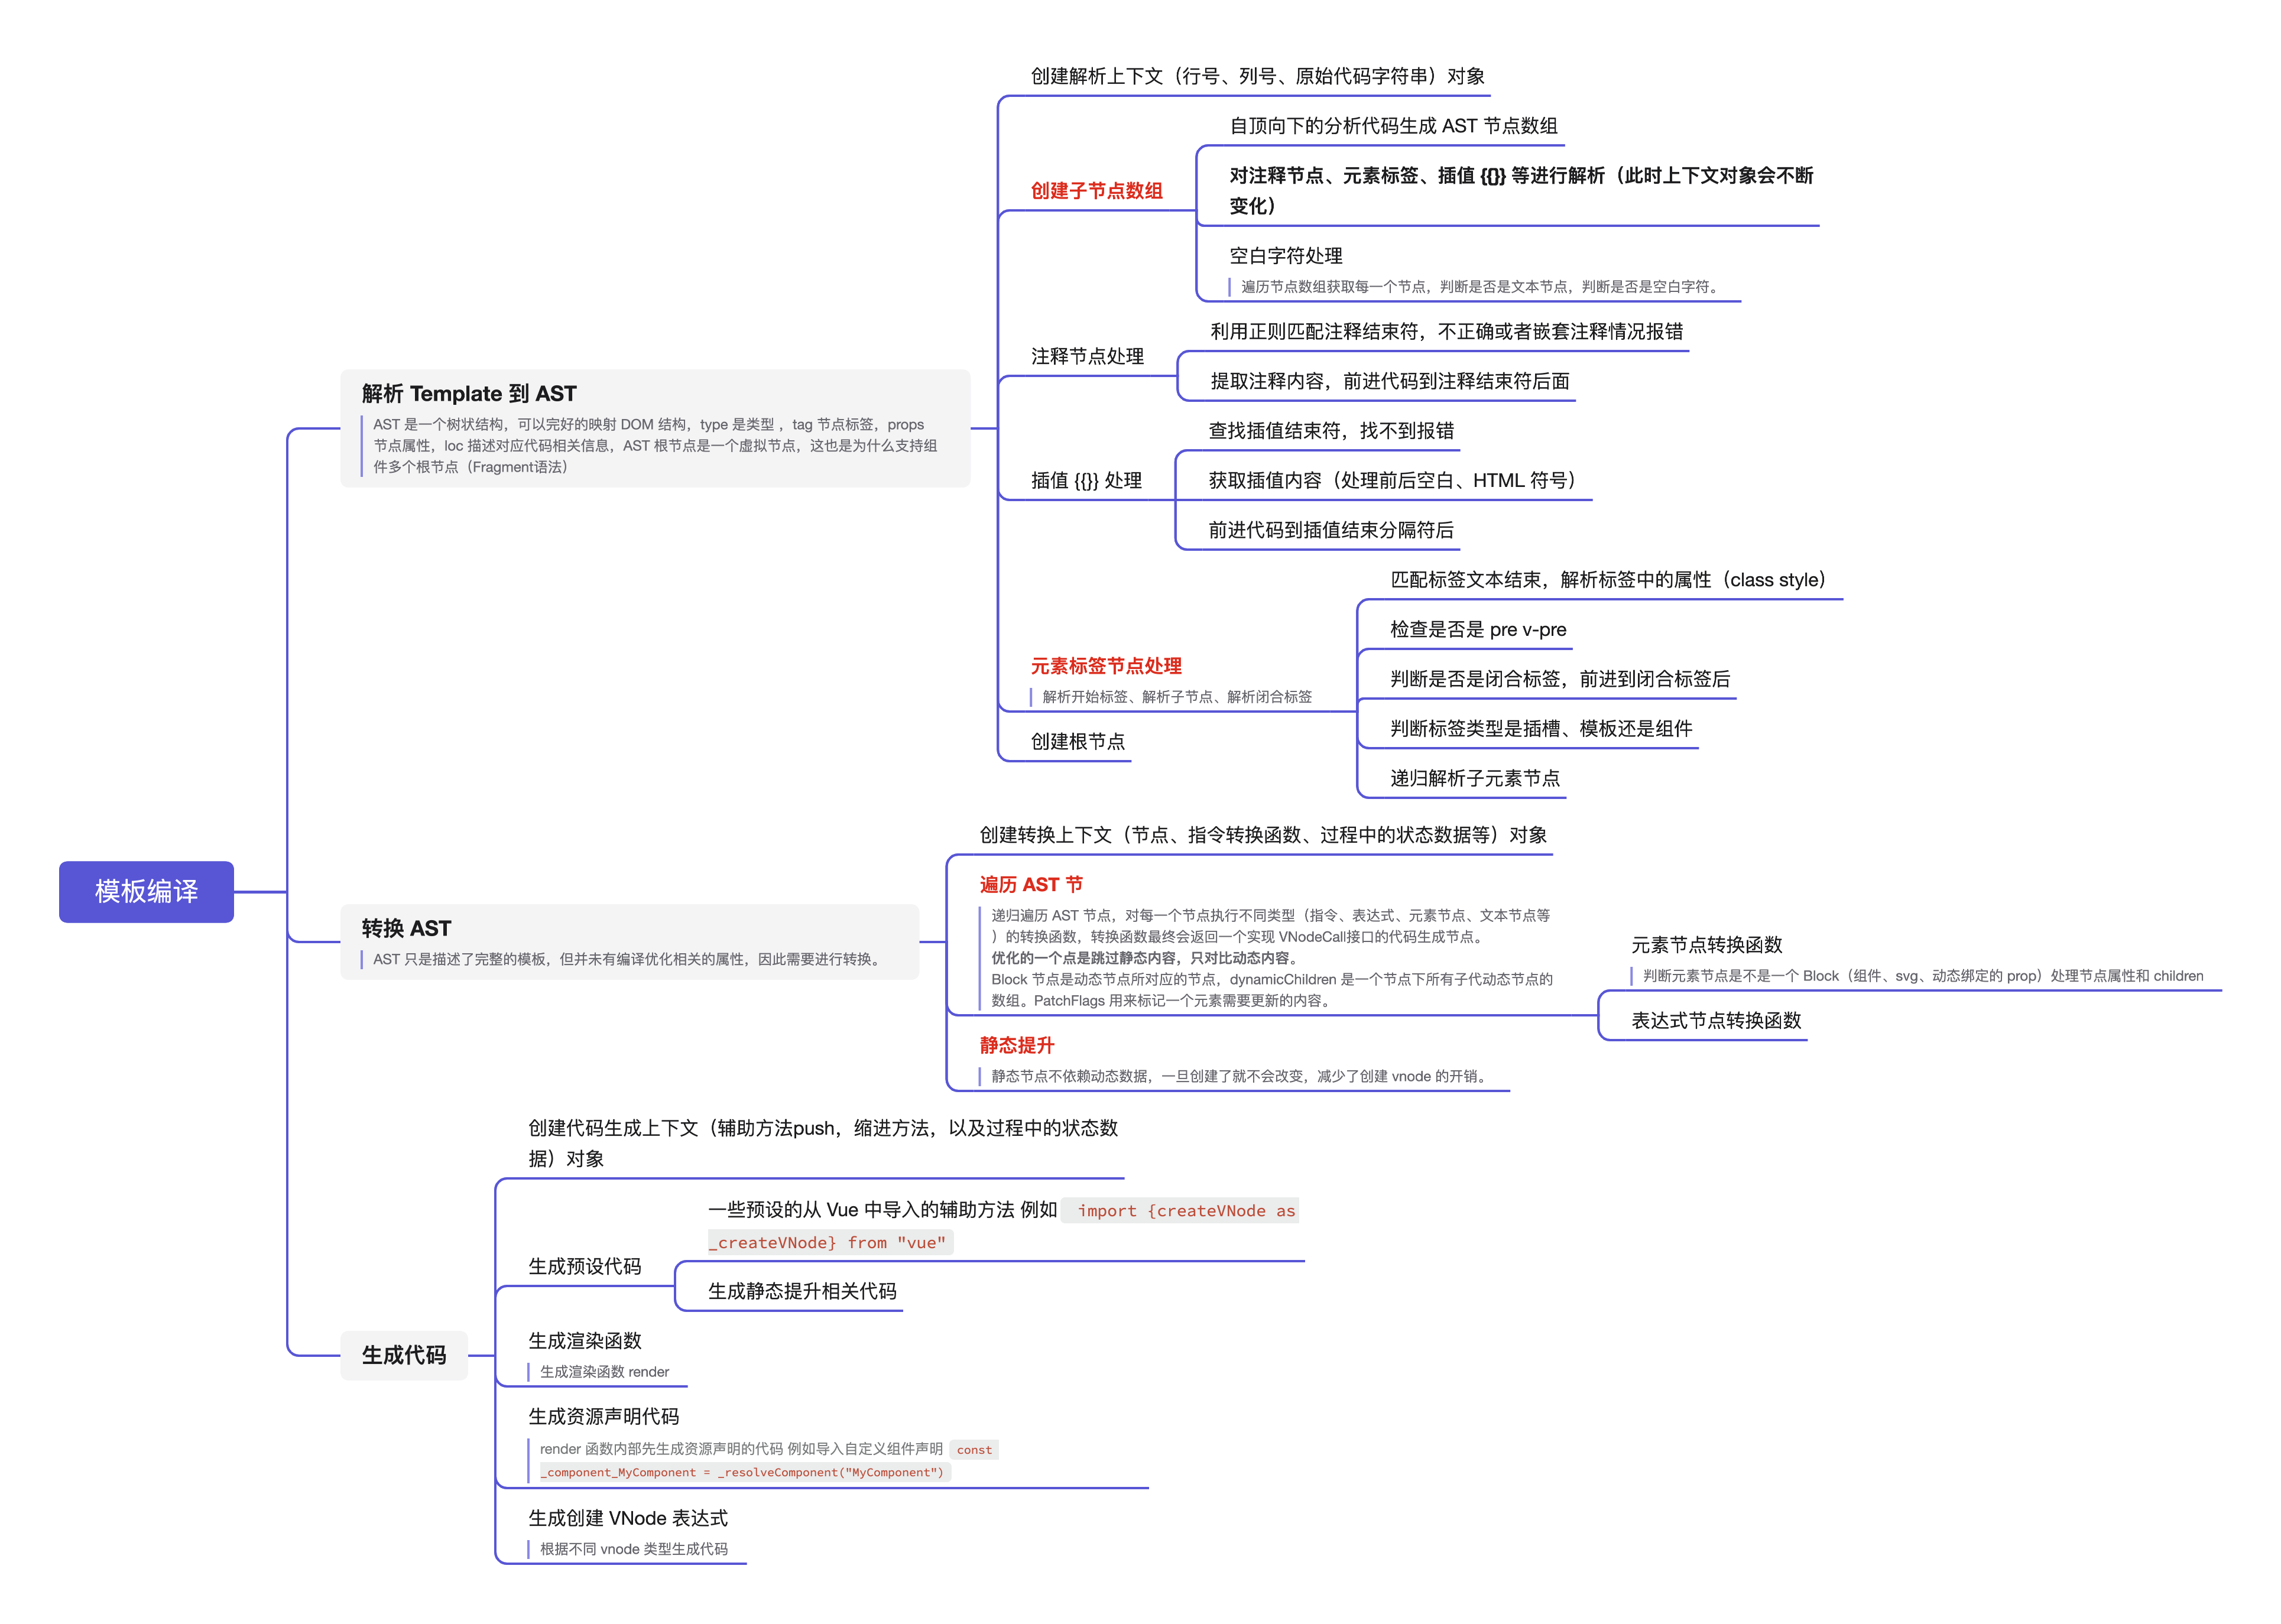 模板编译
解析 Template 到 AST
AST 是一个树状结构，可以完好的映射 DOM 结构，type 是类型 ，tag 节点标签，props
节点属性，loc 描述对应代码相关信息，AST 根节点是一个虚拟节点，这也是为什么支持组
件多个根节点（Fragment语法）
创建解析上下文（行号、列号、原始代码字符串）对象
创建子节点数组
自顶向下的分析代码生成 AST 节点数组
对注释节点、元素标签、插值 {{}} 等进行解析（此时上下文对象会不断
变化）
空白字符处理
遍历节点数组获取每一个节点，判断是否是文本节点，判断是否是空白字符。
注释节点处理
利用正则匹配注释结束符，不正确或者嵌套注释情况报错
提取注释内容，前进代码到注释结束符后面
插值 {{}} 处理
查找插值结束符，找不到报错
获取插值内容（处理前后空白、HTML 符号）
前进代码到插值结束分隔符后
元素标签节点处理
解析开始标签、解析子节点、解析闭合标签
匹配标签文本结束，解析标签中的属性（class style）
检查是否是 pre v-pre
判断是否是闭合标签，前进到闭合标签后
判断标签类型是插槽、模板还是组件
递归解析子元素节点
创建根节点
转换 AST
AST 只是描述了完整的模板，但并未有编译优化相关的属性，因此需要进行转换。
创建转换上下文（节点、指令转换函数、过程中的状态数据等）对象
遍历 AST 节
递归遍历 AST 节点，对每一个节点执行不同类型（指令、表达式、元素节点、文本节点等
）的转换函数，转换函数最终会返回一个实现 VNodeCall接口的代码生成节点。
优化的一个点是跳过静态内容，只对比动态内容。
Block 节点是动态节点所对应的节点，dynamicChildren 是一个节点下所有子代动态节点的
数组。PatchFlags 用来标记一个元素需要更新的内容。
元素节点转换函数
判断元素节点是不是一个 Block（组件、svg、动态绑定的 prop）处理节点属性和 children
表达式节点转换函数
静态提升
静态节点不依赖动态数据，一旦创建了就不会改变，减少了创建 vnode 的开销。
生成代码
创建代码生成上下文（辅助方法push，缩进方法，以及过程中的状态数
据）对象
生成预设代码
一些预设的从 Vue 中导入的辅助方法 例如 import {createVNode as
_createVNode} from "vue"
生成静态提升相关代码
生成渲染函数
生成渲染函数 render
生成资源声明代码
render 函数内部先生成资源声明的代码 例如导入自定义组件声明 const
_component_MyComponent = _resolveComponent("MyComponent")
生成创建 VNode 表达式
根据不同 vnode 类型生成代码